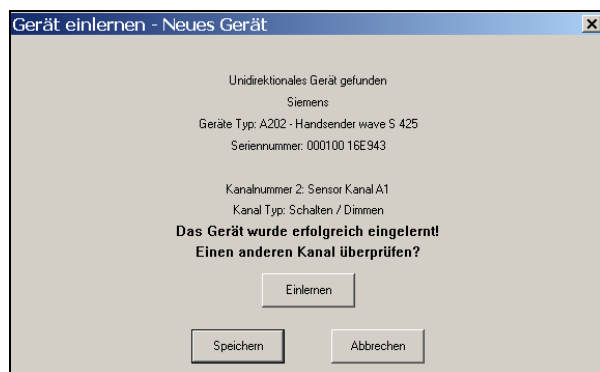 Gerät einlernen - Neues Gerät
Unidirektionales Gerät gefunden
Siemens
Geräte Typ: A202 - Handsender wave S 425
Seriennummer: 000100 16E943
Kanalnummer 2: Sensor Kanal A1
Kanal Typ: Schalten / Dimmen
Das Gerät wurde erfolgreich eingelernt!
Einen anderen Kanal überprüfen?
Einlernen
Speichern Abbrechen